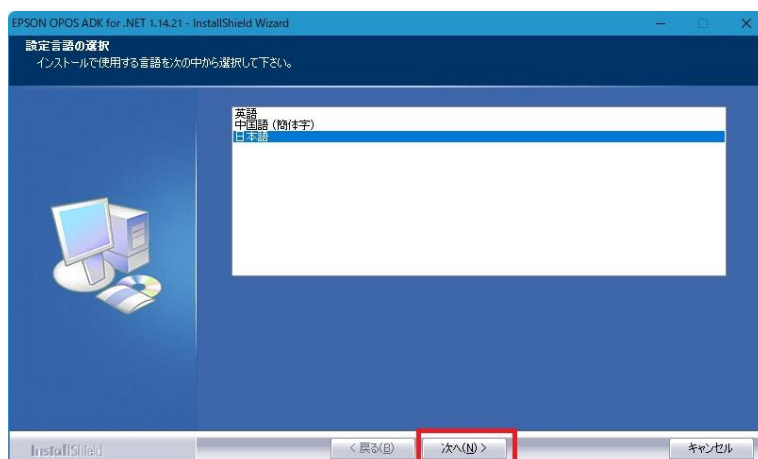 EPSON OPOS ADK for .NET 1.14.21 - InstallShield Wizard
設定言語の選択
インストールで使用する言語を次の中から選択して下さい。
英語
中国語 (簡体字)
日本語
InstallShield
< 戻る(B)
次へ(N) >
キャンセル